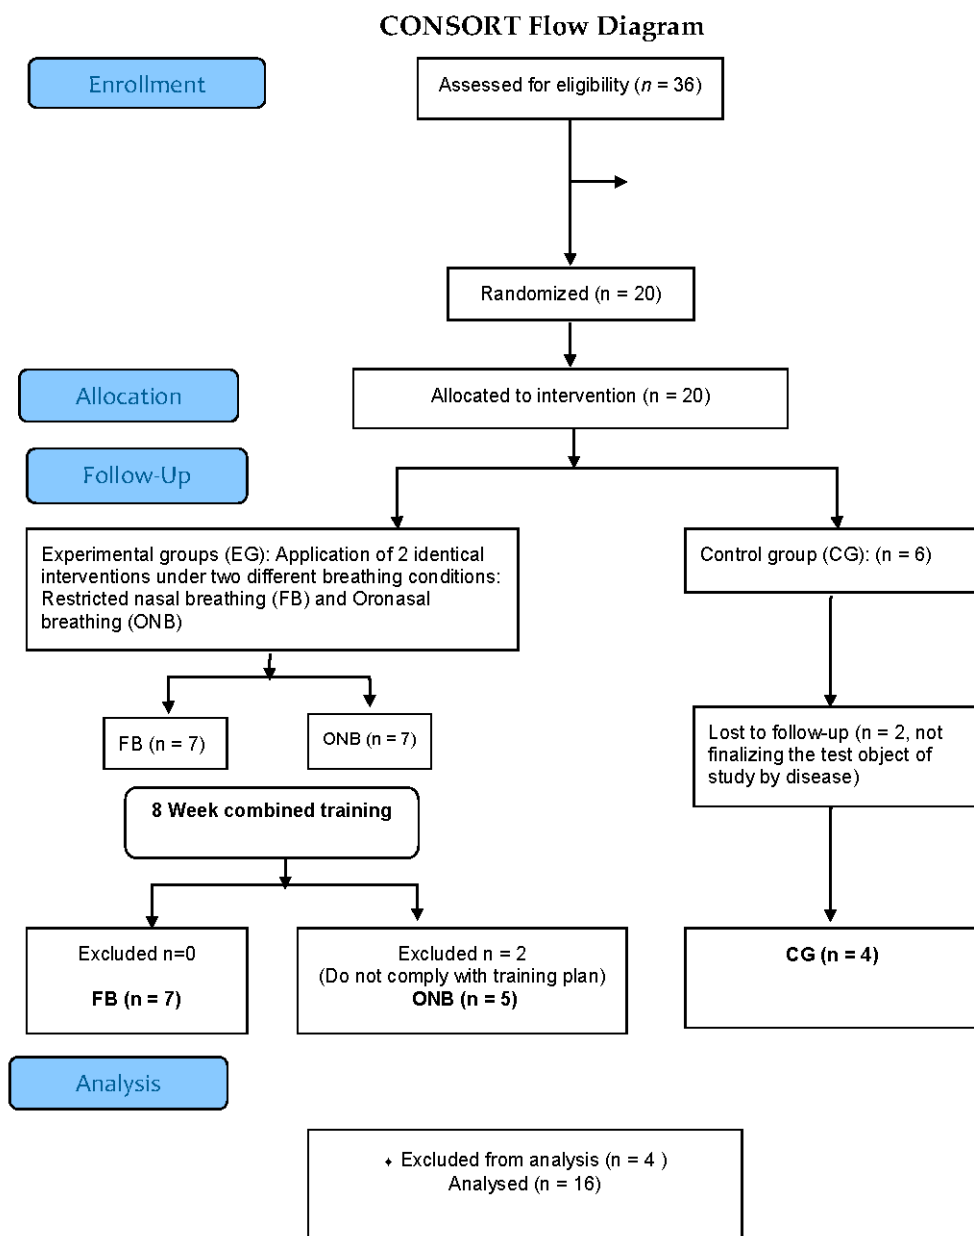 CONSORT Flow Diagram
Enrollment
Assessed for eligibility (n = 36)
Randomized (n = 20)
Allocation
Allocated to intervention (n = 20)
Follow-Up
Experimental groups (EG): Application of 2 identical
interventions under two different breathing conditions:
Restricted nasal breathing (FB) and Oronasal
breathing (ONB)
Control group (CG): (n = 6)
FB (n = 7)
ONB (n = 7)
Lost to follow-up (n = 2, not
finalizing the test object of
study by disease)
8 Week combined training
Excluded n=0
FB (n = 7)
Excluded n = 2
(Do not comply with training plan)
ONB (n = 5)
CG (n = 4)
Analysis
♦ Excluded from analysis (n = 4 )
Analysed (n = 16)